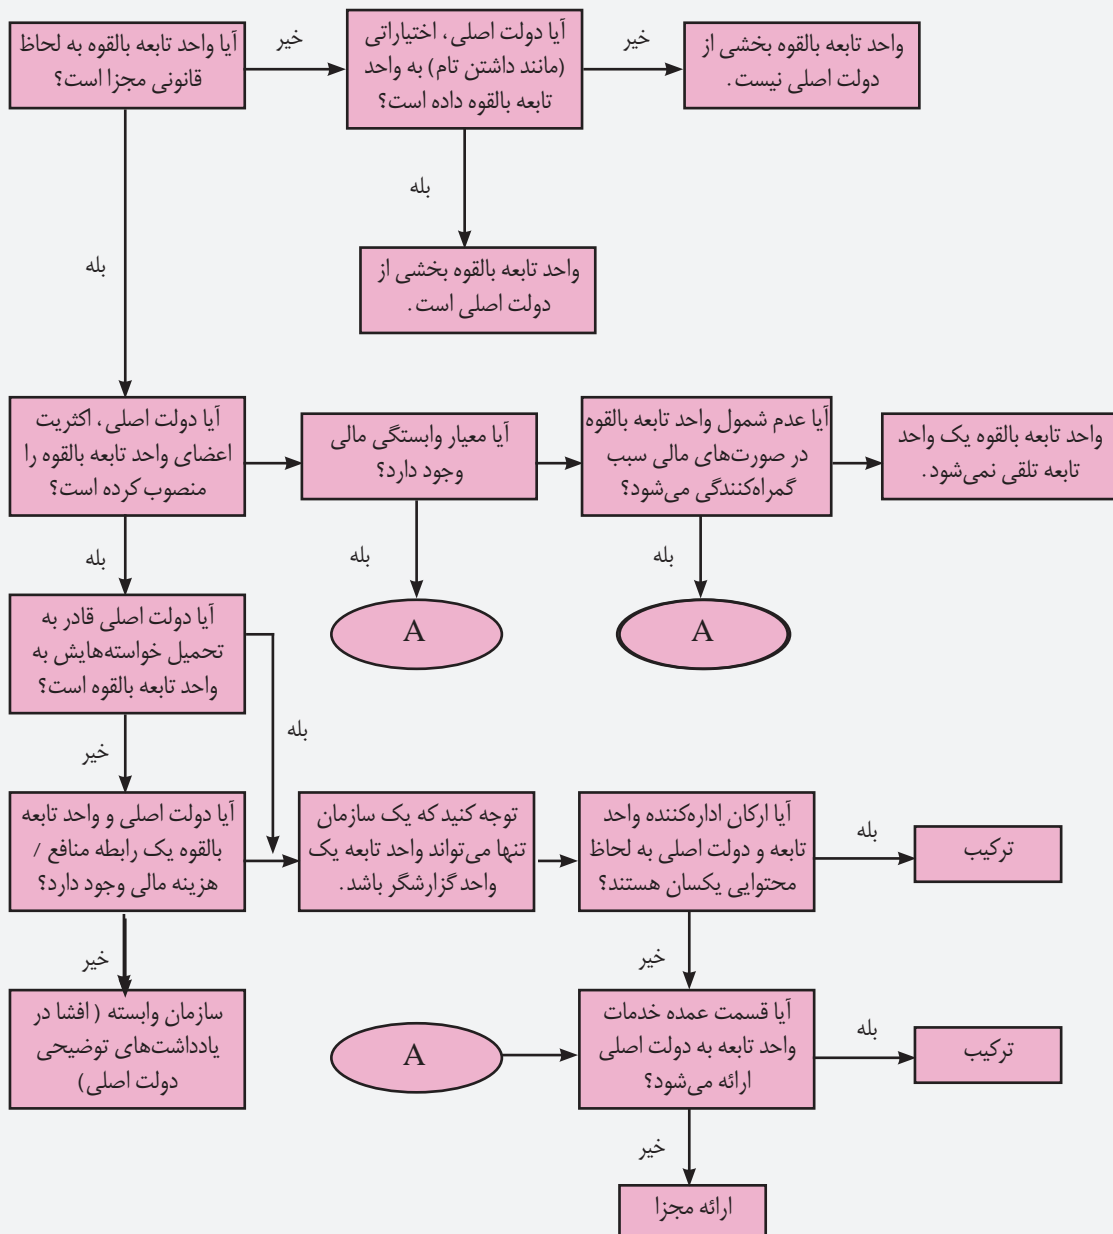 آیا واحد تابعه بالقوه به لحاظ
قانونی مجزا است؟
خیر
آیا دولت اصلی، اختیاراتی
(مانند داشتن تام) به واحد
تابعه بالقوه داده است؟
خیر
واحد تابعه بالقوه بخشی از
دولت اصلی نیست.
بله
بله
واحد تابعه بالقوه بخشی از
دولت اصلی است.
آیا دولت اصلی، اکثریت
اعضای واحد تابعه بالقوه را
منصوب کرده است؟
آیا معیار وابستگی مالی
وجود دارد؟
آیا عدم شمول واحد تابعه بالقوه
در صورت‌های مالی سبب
گمراه‌کنندگی می‌شود؟
واحد تابعه بالقوه یک واحد
تابعه تلقی نمی‌شود.
بله
بله
بله
آیا دولت اصلی قادر به
تحمیل خواسته‌هایش به
واحد تابعه بالقوه است؟
A
A
بله
خیر
آیا دولت اصلی و واحد تابعه
بالقوه یک رابطه منافع /
هزینه مالی وجود دارد؟
توجه کنید که یک سازمان
تنها می‌تواند واحد تابعه یک
واحد گزارشگر باشد.
آیا ارکان اداره‌کننده واحد
تابعه و دولت اصلی به لحاظ
محتوایی یکسان هستند؟
بله
ترکیب
خیر
خیر
سازمان وابسته ( افشا در
یادداشت‌های توضیحی
دولت اصلی)
A
آیا قسمت عمده خدمات
واحد تابعه به دولت اصلی
ارائه می‌شود؟
بله
ترکیب
خیر
ارائه مجزا